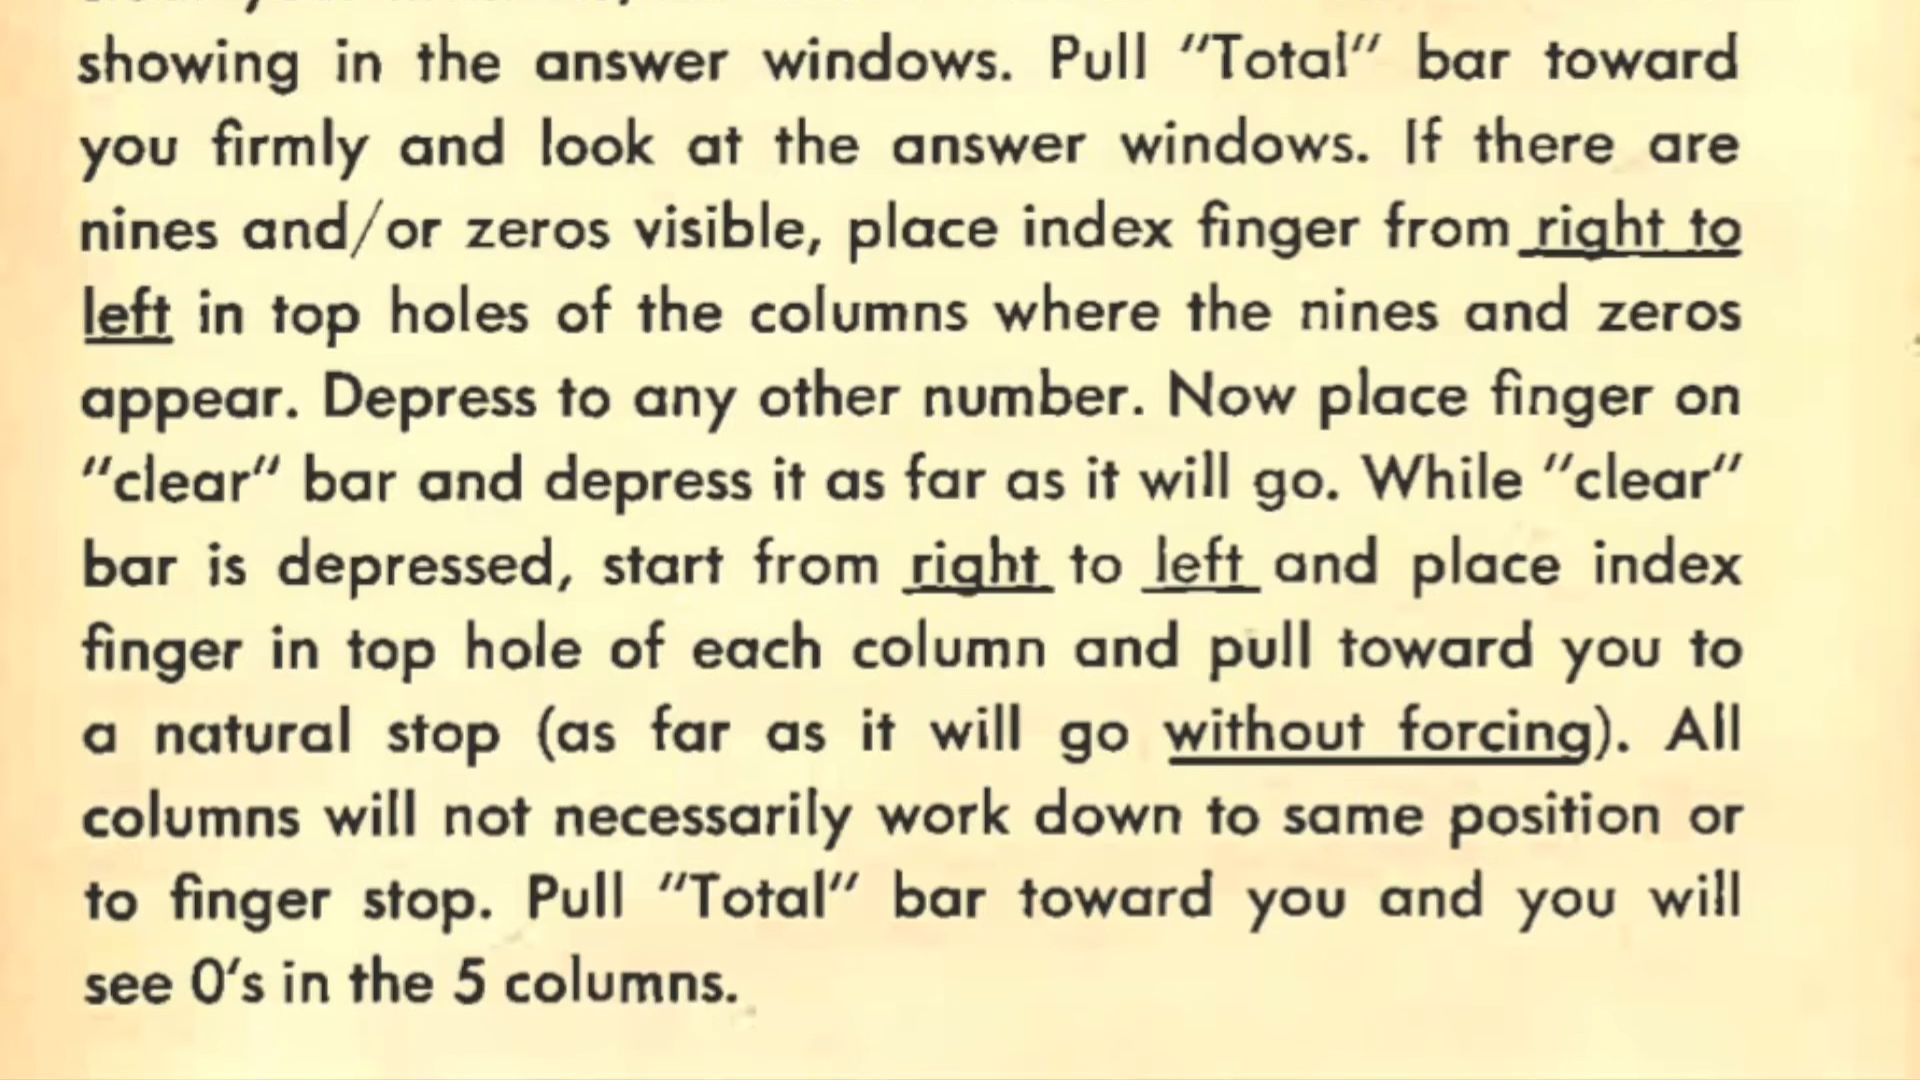 showing in the answer windows. Pull "Total" bar toward
you firmly and look at the answer windows. If there are
nines and/or zeros visible, place index finger from right to
left in top holes of the columns where the nines and zeros
appear. Depress to any other number. Now place finger on
"clear" bar and depress it as far as it will go. While "clear"
bar is depressed, start from right to left and place index
finger in top hole of each column and pull toward you to
a natural stop (as far as it will go without forcing). All
columns will not necessarily work down to same position or
to finger stop. Pull "Total" bar toward you and you will
see 0's in the 5 columns.